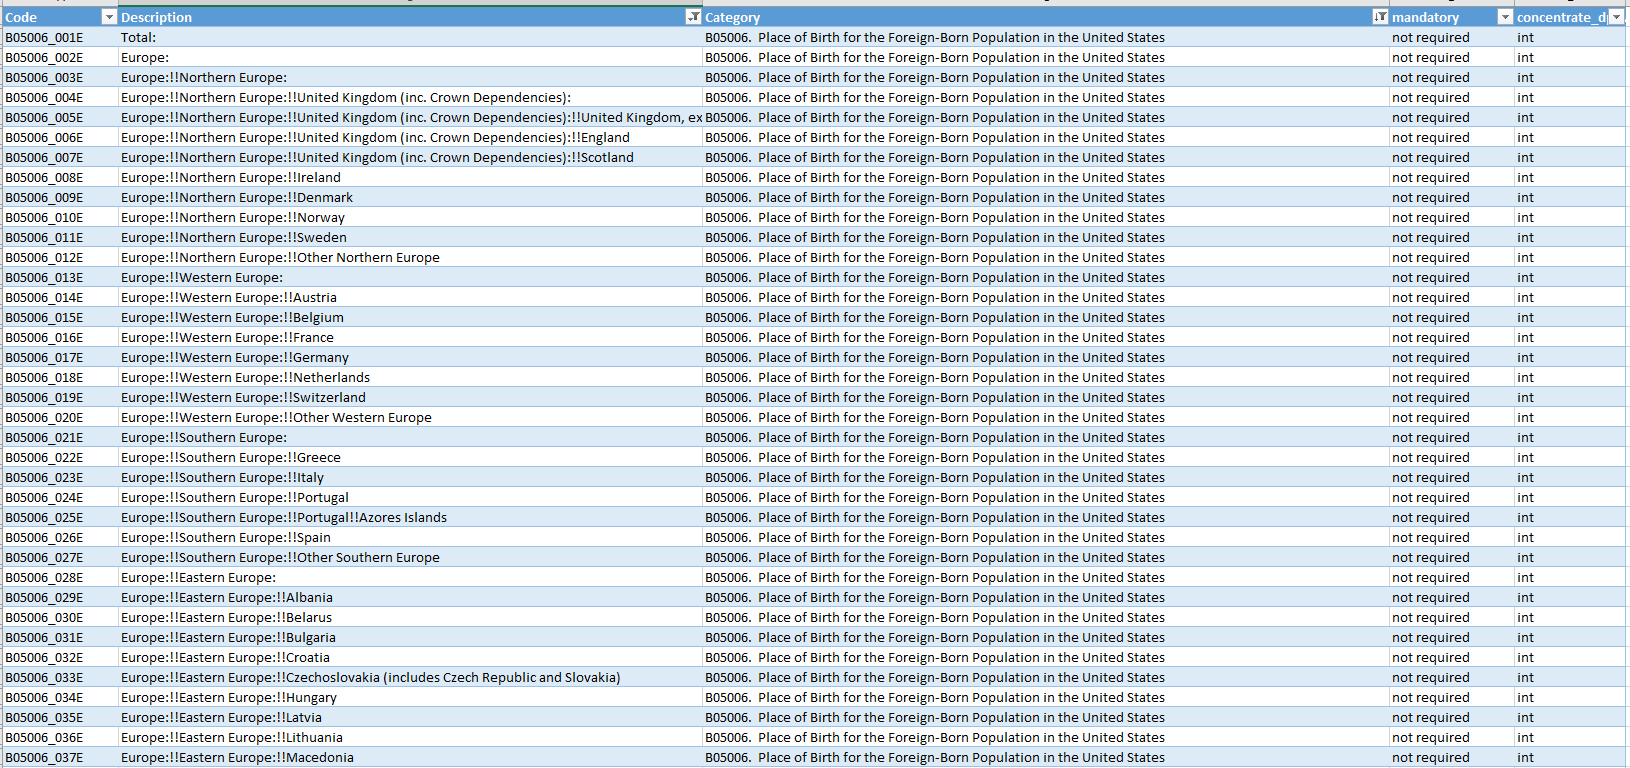 Code Description Category mandatory concentrate_d
B05006_001E Total: B05006.  Place of Birth for the Foreign-Born Population in the United States not required int
B05006_002E Europe: B05006.  Place of Birth for the Foreign-Born Population in the United States not required int
B05006_003E Europe:!!Northern Europe: B05006.  Place of Birth for the Foreign-Born Population in the United States not required int
B05006_004E Europe:!!Northern Europe:!!United Kingdom (inc. Crown Dependencies): B05006.  Place of Birth for the Foreign-Born Population in the United States not required int
B05006_005E Europe:!!Northern Europe:!!United Kingdom (inc. Crown Dependencies):!!United Kingdom, ex B05006.  Place of Birth for the Foreign-Born Population in the United States not required int
B05006_006E Europe:!!Northern Europe:!!United Kingdom (inc. Crown Dependencies):!!England B05006.  Place of Birth for the Foreign-Born Population in the United States not required int
B05006_007E Europe:!!Northern Europe:!!United Kingdom (inc. Crown Dependencies):!!Scotland B05006.  Place of Birth for the Foreign-Born Population in the United States not required int
B05006_008E Europe:!!Northern Europe:!!Ireland B05006.  Place of Birth for the Foreign-Born Population in the United States not required int
B05006_009E Europe:!!Northern Europe:!!Denmark B05006.  Place of Birth for the Foreign-Born Population in the United States not required int
B05006_010E Europe:!!Northern Europe:!!Norway B05006.  Place of Birth for the Foreign-Born Population in the United States not required int
B05006_011E Europe:!!Northern Europe:!!Sweden B05006.  Place of Birth for the Foreign-Born Population in the United States not required int
B05006_012E Europe:!!Northern Europe:!!Other Northern Europe B05006.  Place of Birth for the Foreign-Born Population in the United States not required int
B05006_013E Europe:!!Western Europe: B05006.  Place of Birth for the Foreign-Born Population in the United States not required int
B05006_014E Europe:!!Western Europe:!!Austria B05006.  Place of Birth for the Foreign-Born Population in the United States not required int
B05006_015E Europe:!!Western Europe:!!Belgium B05006.  Place of Birth for the Foreign-Born Population in the United States not required int
B05006_016E Europe:!!Western Europe:!!France B05006.  Place of Birth for the Foreign-Born Population in the United States not required int
B05006_017E Europe:!!Western Europe:!!Germany B05006.  Place of Birth for the Foreign-Born Population in the United States not required int
B05006_018E Europe:!!Western Europe:!!Netherlands B05006.  Place of Birth for the Foreign-Born Population in the United States not required int
B05006_019E Europe:!!Western Europe:!!Switzerland B05006.  Place of Birth for the Foreign-Born Population in the United States not required int
B05006_020E Europe:!!Western Europe:!!Other Western Europe B05006.  Place of Birth for the Foreign-Born Population in the United States not required int
B05006_021E Europe:!!Southern Europe: B05006.  Place of Birth for the Foreign-Born Population in the United States not required int
B05006_022E Europe:!!Southern Europe:!!Greece B05006.  Place of Birth for the Foreign-Born Population in the United States not required int
B05006_023E Europe:!!Southern Europe:!!Italy B05006.  Place of Birth for the Foreign-Born Population in the United States not required int
B05006_024E Europe:!!Southern Europe:!!Portugal B05006.  Place of Birth for the Foreign-Born Population in the United States not required int
B05006_025E Europe:!!Southern Europe:!!Portugal!!Azores Islands B05006.  Place of Birth for the Foreign-Born Population in the United States not required int
B05006_026E Europe:!!Southern Europe:!!Spain B05006.  Place of Birth for the Foreign-Born Population in the United States not required int
B05006_027E Europe:!!Southern Europe:!!Other Southern Europe B05006.  Place of Birth for the Foreign-Born Population in the United States not required int
B05006_028E Europe:!!Eastern Europe: B05006.  Place of Birth for the Foreign-Born Population in the United States not required int
B05006_029E Europe:!!Eastern Europe:!!Albania B05006.  Place of Birth for the Foreign-Born Population in the United States not required int
B05006_030E Europe:!!Eastern Europe:!!Belarus B05006.  Place of Birth for the Foreign-Born Population in the United States not required int
B05006_031E Europe:!!Eastern Europe:!!Bulgaria B05006.  Place of Birth for the Foreign-Born Population in the United States not required int
B05006_032E Europe:!!Eastern Europe:!!Croatia B05006.  Place of Birth for the Foreign-Born Population in the United States not required int
B05006_033E Europe:!!Eastern Europe:!!Czechoslovakia (includes Czech Republic and Slovakia) B05006.  Place of Birth for the Foreign-Born Population in the United States not required int
B05006_034E Europe:!!Eastern Europe:!!Hungary B05006.  Place of Birth for the Foreign-Born Population in the United States not required int
B05006_035E Europe:!!Eastern Europe:!!Latvia B05006.  Place of Birth for the Foreign-Born Population in the United States not required int
B05006_036E Europe:!!Eastern Europe:!!Lithuania B05006.  Place of Birth for the Foreign-Born Population in the United States not required int
B05006_037E Europe:!!Eastern Europe:!!Macedonia B05006.  Place of Birth for the Foreign-Born Population in the United States not required int